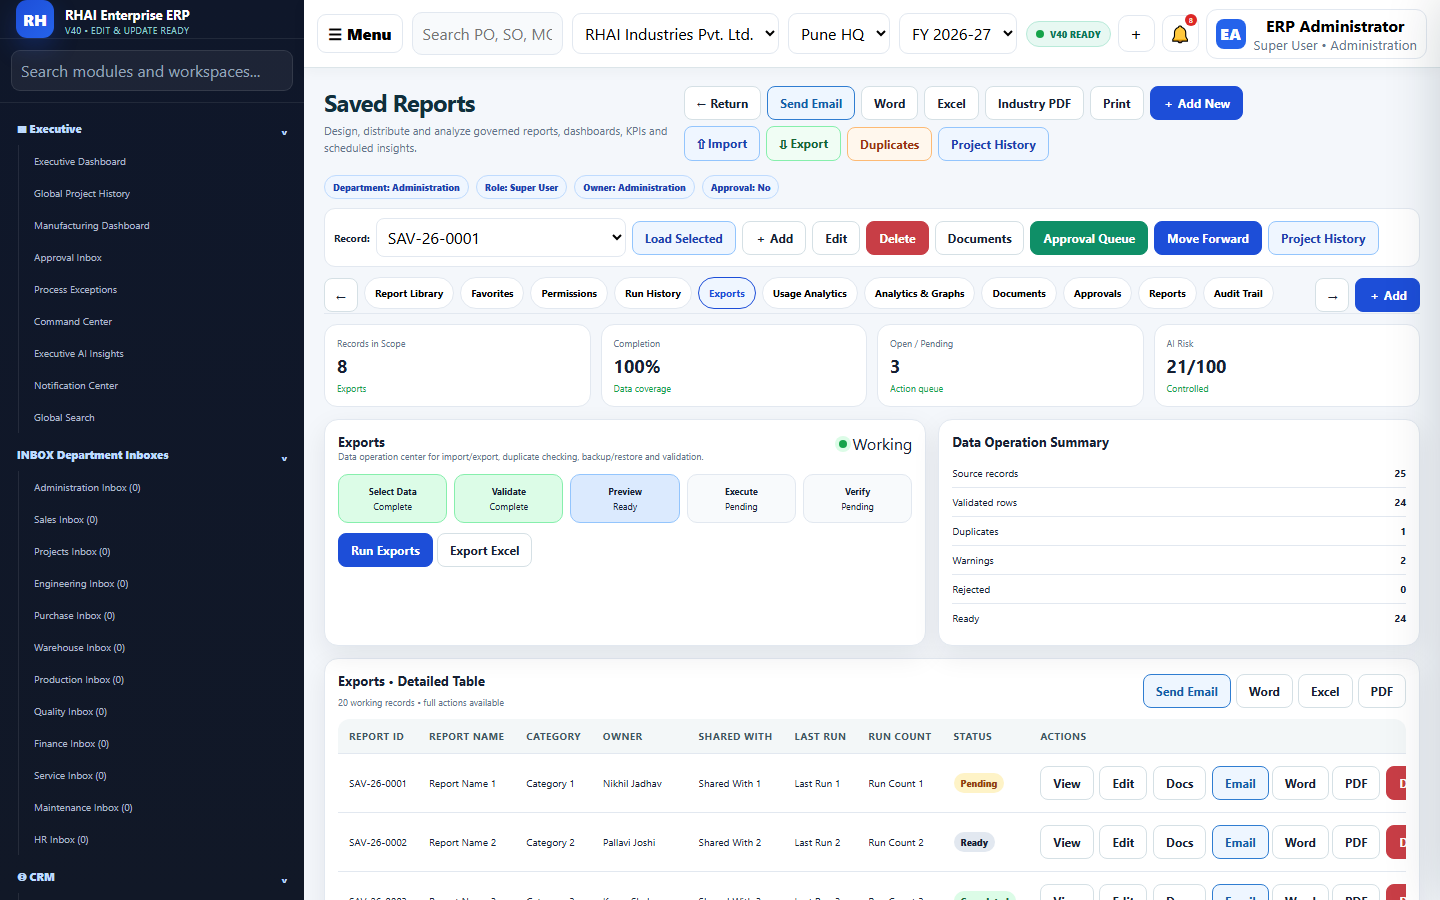 RH
RHAI Enterprise ERP
V40 • EDIT & UPDATE READY
Search modules and workspaces...
Executive
Executive Dashboard
Global Project History
Manufacturing Dashboard
Approval Inbox
Process Exceptions
Command Center
Executive AI Insights
Notification Center
Global Search
INBOX Department Inboxes
Administration Inbox (0)
Sales Inbox (0)
Projects Inbox (0)
Engineering Inbox (0)
Purchase Inbox (0)
Warehouse Inbox (0)
Production Inbox (0)
Quality Inbox (0)
Finance Inbox (0)
Service Inbox (0)
Maintenance Inbox (0)
HR Inbox (0)
CRM
☰ Menu
Search PO, SO, MO
RHAI Industries Pvt. Ltd.
Pune HQ
FY 2026-27
V40 READY
+
8
EA
ERP Administrator
Super User • Administration
Saved Reports
Design, distribute and analyze governed reports, dashboards, KPIs and
scheduled insights.
← Return
Send Email
Word
Excel
Industry PDF
Print
+ Add New
⇧ Import
⇩ Export
Duplicates
Project History
Department: Administration
Role: Super User
Owner: Administration
Approval: No
Record:
SAV-26-0001
Load Selected
+ Add
Edit
Delete
Documents
Approval Queue
Move Forward
Project History
←
Report Library
Favorites
Permissions
Run History
Exports
Usage Analytics
Analytics & Graphs
Documents
Approvals
Reports
Audit Trail
→
+ Add
Records in Scope
8
Exports
Completion
100%
Data coverage
Open / Pending
3
Action queue
AI Risk
21/100
Controlled
Exports
Data operation center for import/export, duplicate checking, backup/restore and validation.
Working
Select Data
Complete
Validate
Complete
Preview
Ready
Execute
Pending
Verify
Pending
Run Exports
Export Excel
Data Operation Summary
Source records 25
Validated rows 24
Duplicates 1
Warnings 2
Rejected 0
Ready 24
Exports • Detailed Table
20 working records • full actions available
Send Email
Word
Excel
PDF
REPORT ID REPORT NAME CATEGORY OWNER SHARED WITH LAST RUN RUN COUNT STATUS ACTIONS
SAV-26-0001 Report Name 1 Category 1 Nikhil Jadhav Shared With 1 Last Run 1 Run Count 1 Pending View Edit Docs Email Word PDF
SAV-26-0002 Report Name 2 Category 2 Pallavi Joshi Shared With 2 Last Run 2 Run Count 2 Ready View Edit Docs Email Word PDF